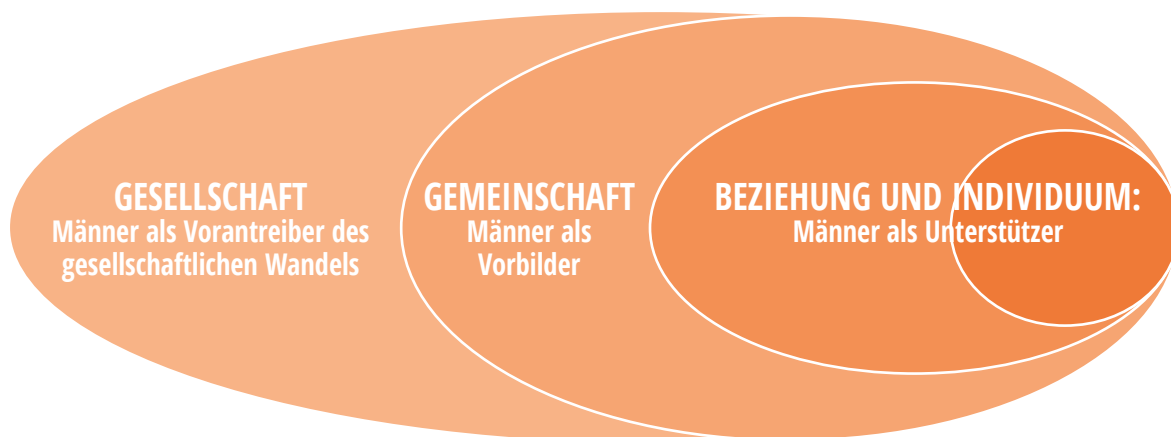 GESELLSCHAFT
Männer als Vorantreiber des
gesellschaftlichen Wandels
GEMEINSCHAFT
Männer als
Vorbilder
BEZIEHUNG UND INDIVIDUUM:
Männer als Unterstützer